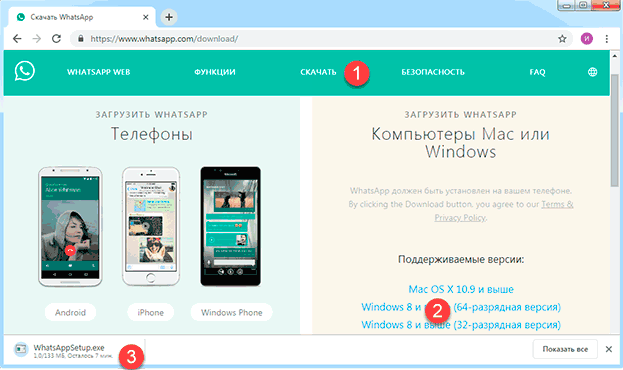 Скачать WhatsApp
https://www.whatsapp.com/download/
И
WHATSAPP WEB
ФУНКЦИИ
СКАЧАТЬ
1
БЕЗОПАСНОСТЬ
FAQ
ЗАГРУЗИТЬ WHATSAPP
Телефоны
Android
iPhone
Windows Phone
ЗАГРУЗИТЬ WHATSAPP
Компьютеры Mac или
Windows
WhatsApp должен быть установлен на вашем телефоне.
By clicking the Download button, you agree to our Terms &
Privacy Policy.
Поддерживаемые версии:
Mac OS X 10.9 и выше
Windows 8 и (64-разрядная версия)
2
Windows 8 и выше (32-разрядная версия)
WhatsAppSetup.exe
1.0/133 МБ, Осталось 7 мин.
3
Показать все